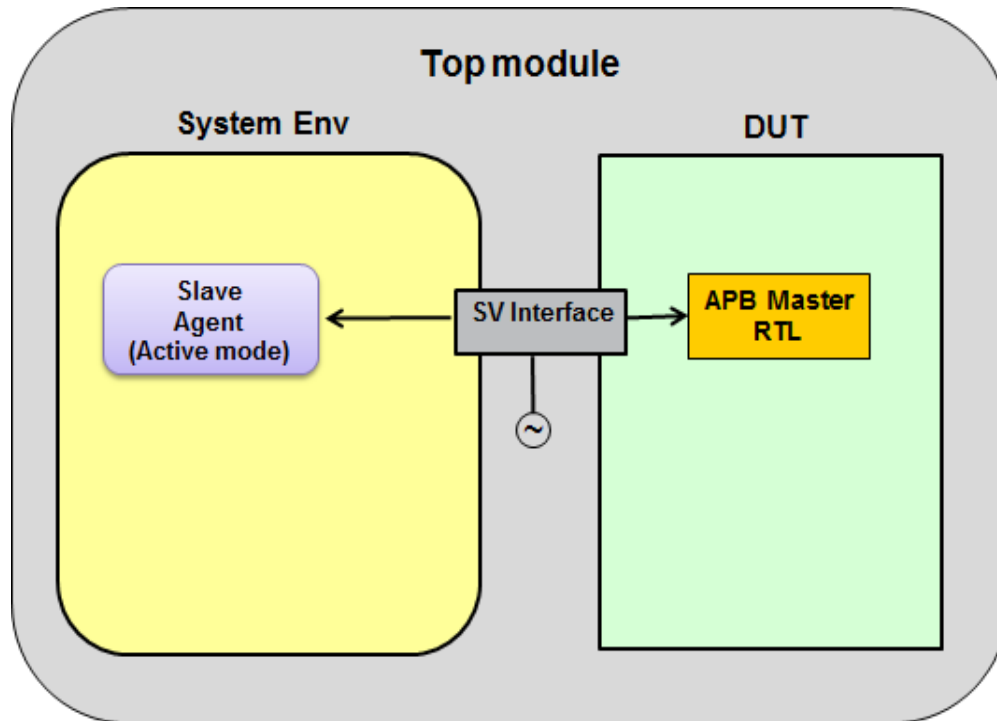 Top module
System Env
DUT
Slave
Agent
(Active mode)
SV Interface
APB Master
RTL
~